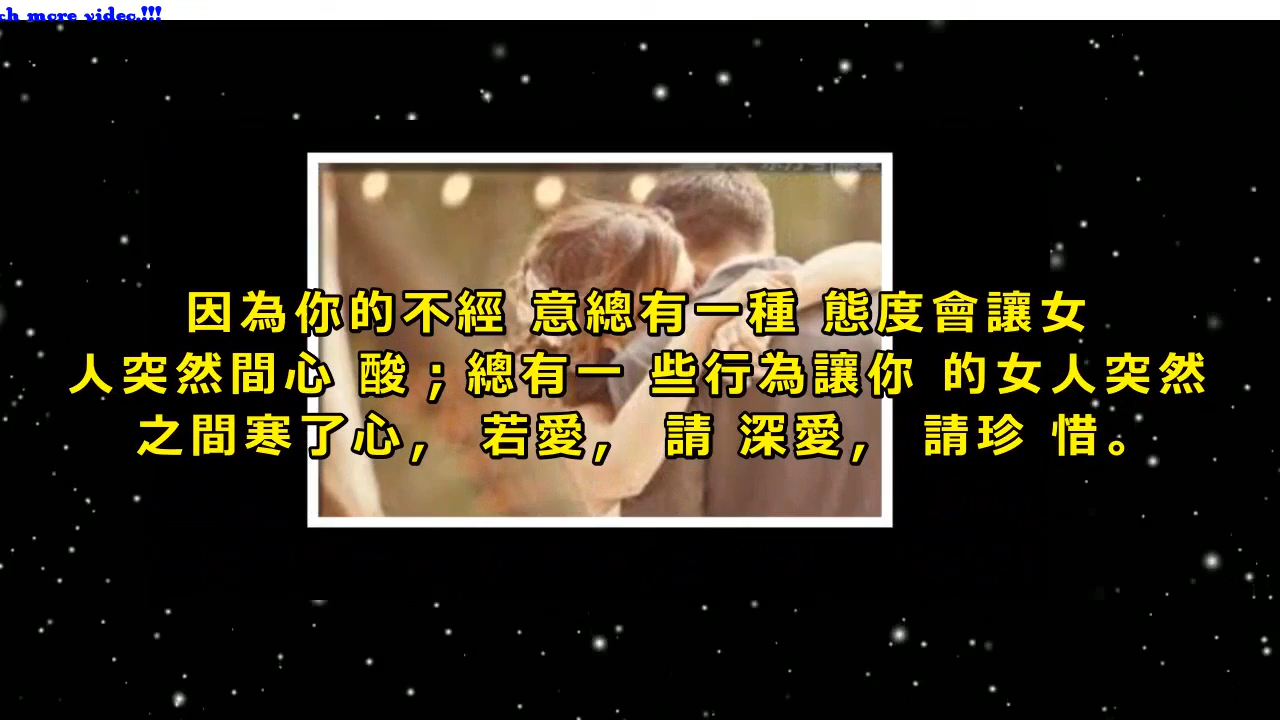 more video.!!!
因為你的不經 意總有一種 態度會讓女
人突然間心 酸；總有一 些行為讓你 的女人突然
之間寒了心， 若愛， 請 深愛， 請珍 惜。